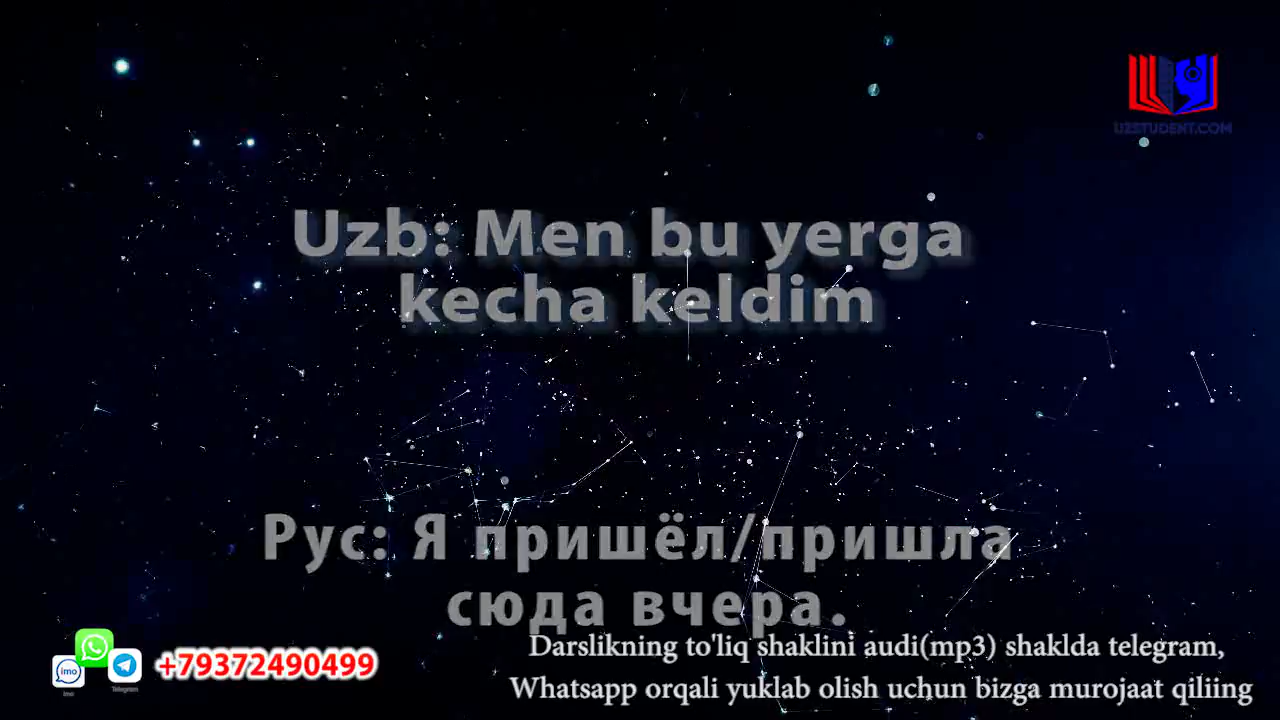 UZSTUDENT.COM
Uzb: Men bu yerga
kecha keldim
Рус: Я пришёл/пришла
сюда вчера.
imo
imo
Telegram
+79372490499
Darslikning to'liq shaklini audi(mp3) shaklda telegram,
Whatsapp orqali yuklab olish uchun bizga murojaat qiliing